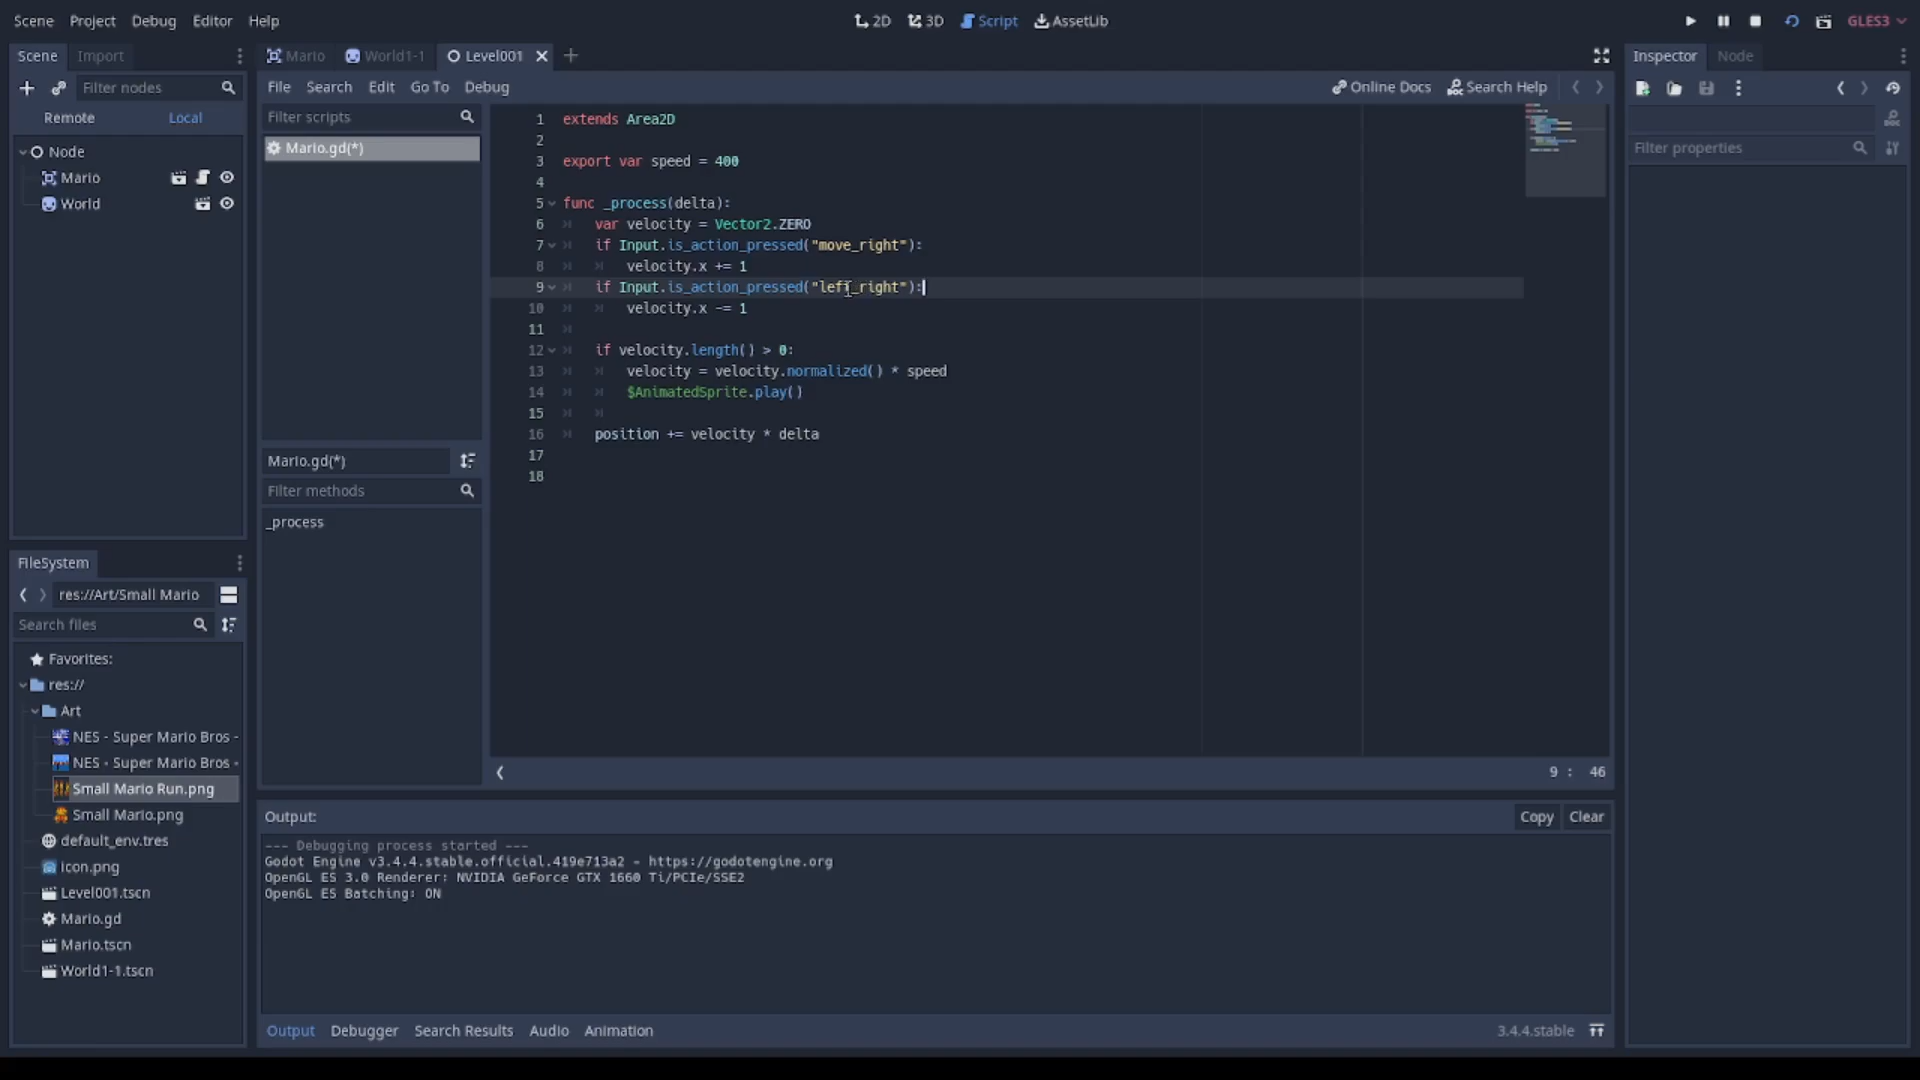 Scene Project Debug Editor Help
2D 3D Script AssetLib
GLES3
Scene Import
Mario World1-1 Level001
Inspector Node
Filter nodes
File Search Edit Go To Debug
Online Docs Search Help
Remote Local
Filter scripts
Filter properties
Node
Mario.gd(*)
Mario
World
1 extends Area2D
2
3 export var speed = 400
4
5 func _process(delta):
6 var velocity = Vector2.ZERO
7 if Input.is_action_pressed("move_right"):
8 velocity.x += 1
9 if Input.is_action_pressed("left_right"):
10 velocity.x -= 1
11
12 if velocity.length() > 0:
13 velocity = velocity.normalized() * speed
14 $AnimatedSprite.play()
15
16 position += velocity * delta
17
18
Mario.gd(*)
Filter methods
_process
9 : 46
FileSystem
res://Art/Small Mario
Search files
Favorites:
res://
Art
NES - Super Mario Bros -
NES - Super Mario Bros -
Small Mario Run.png
Small Mario.png
default_env.tres
icon.png
Level001.tscn
Mario.gd
Mario.tscn
World1-1.tscn
Output:
Copy Clear
--- Debugging process started ---
Godot Engine v3.4.4.stable.official.419e713a2 - https://godotengine.org
OpenGL ES 3.0 Renderer: NVIDIA GeForce GTX 1660 Ti/PCIe/SSE2
OpenGL ES Batching: ON
Output Debugger Search Results Audio Animation
3.4.4.stable